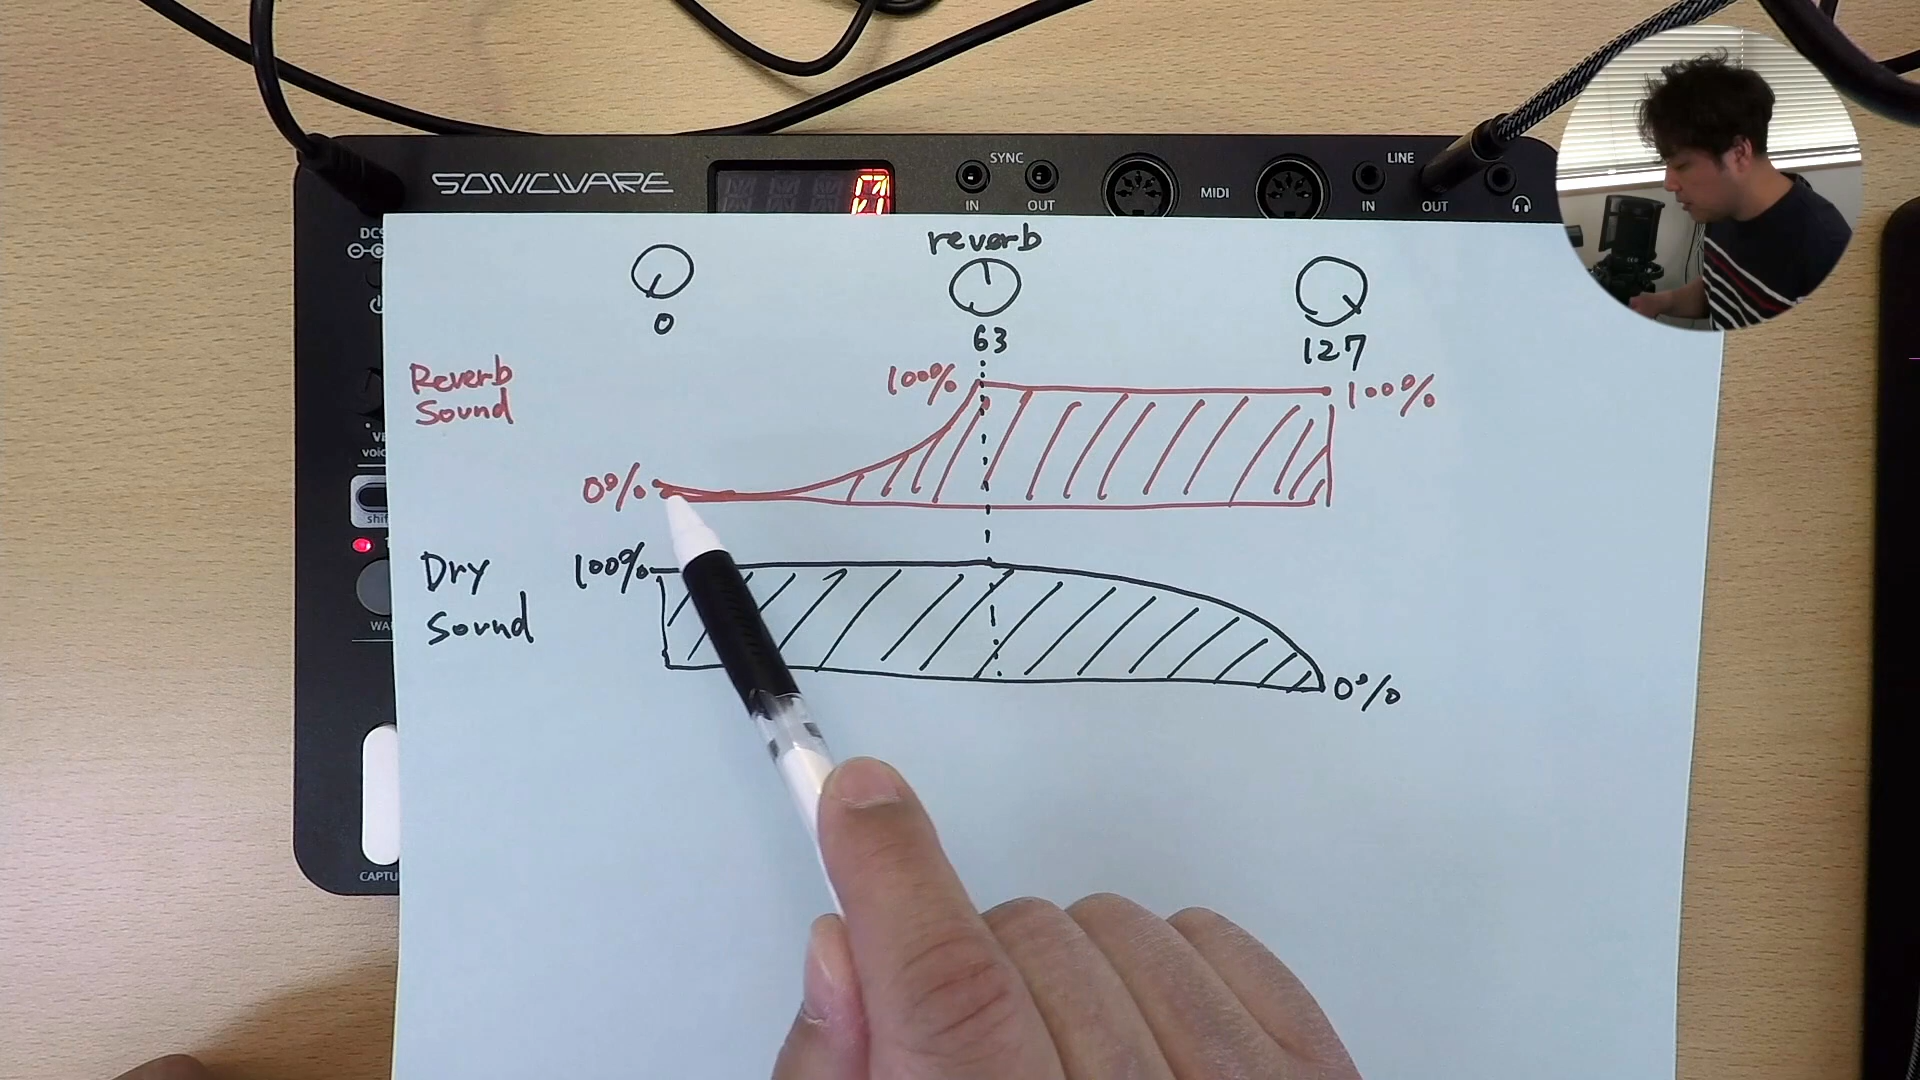 SONICWARE
SYNC
IN
OUT
MIDI
LINE
IN
OUT
reverb
0
63
127
Reverb
Sound
100%
100%
0%
Dry
Sound
100%
0%